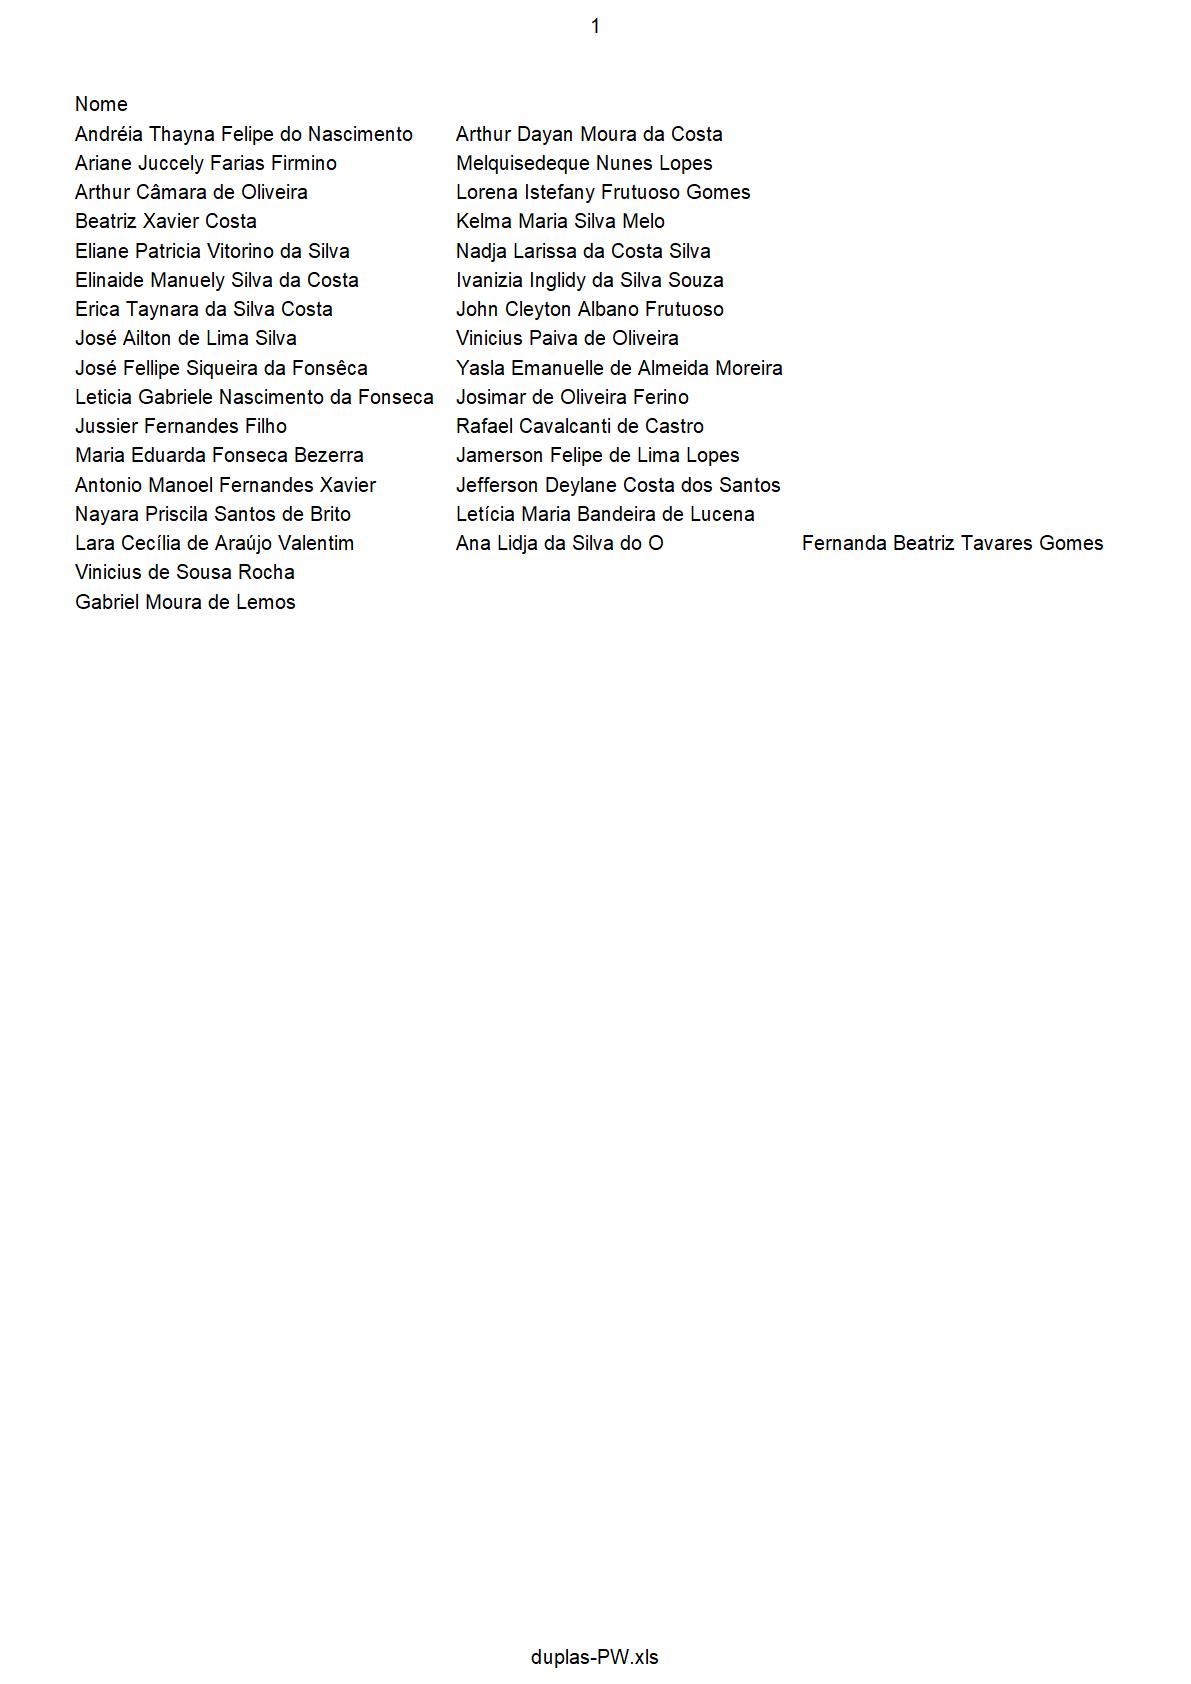 1
Nome
Andréia Thayna Felipe do Nascimento Arthur Dayan Moura da Costa
Ariane Juccely Farias Firmino Melquisedeque Nunes Lopes
Arthur Câmara de Oliveira Lorena Istefany Frutuoso Gomes
Beatriz Xavier Costa Kelma Maria Silva Melo
Eliane Patricia Vitorino da Silva Nadja Larissa da Costa Silva
Elinaide Manuely Silva da Costa Ivanizia Inglidy da Silva Souza
Erica Taynara da Silva Costa John Cleyton Albano Frutuoso
José Ailton de Lima Silva Vinicius Paiva de Oliveira
José Fellipe Siqueira da Fonsêca Yasla Emanuelle de Almeida Moreira
Leticia Gabriele Nascimento da Fonseca Josimar de Oliveira Ferino
Jussier Fernandes Filho Rafael Cavalcanti de Castro
Maria Eduarda Fonseca Bezerra Jamerson Felipe de Lima Lopes
Antonio Manoel Fernandes Xavier Jefferson Deylane Costa dos Santos
Nayara Priscila Santos de Brito Letícia Maria Bandeira de Lucena
Lara Cecília de Araújo Valentim Ana Lidja da Silva do O Fernanda Beatriz Tavares Gomes
Vinicius de Sousa Rocha
Gabriel Moura de Lemos
duplas-PW.xls